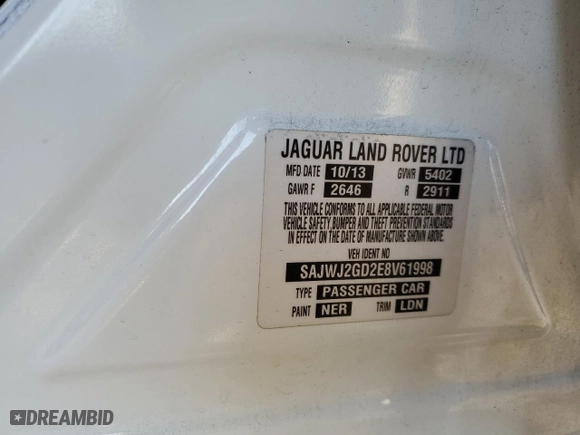 JAGUAR LAND ROVER LTD
MFD DATE 10/13 GVWR 5402
GAWR F 2646 R 2911
THIS VEHICLE CONFORMS TO ALL APPLICABLE FEDERAL MOTOR
VEHICLE SAFETY, BUMPER AND THEFT PREVENTION STANDARDS
IN EFFECT ON THE DATE OF MANUFACTURE SHOWN ABOVE.
VEH IDENT NO
SAJWJ2GD2E8V61998
TYPE PASSENGER CAR
PAINT NER TRIM LDN
DREAMBID